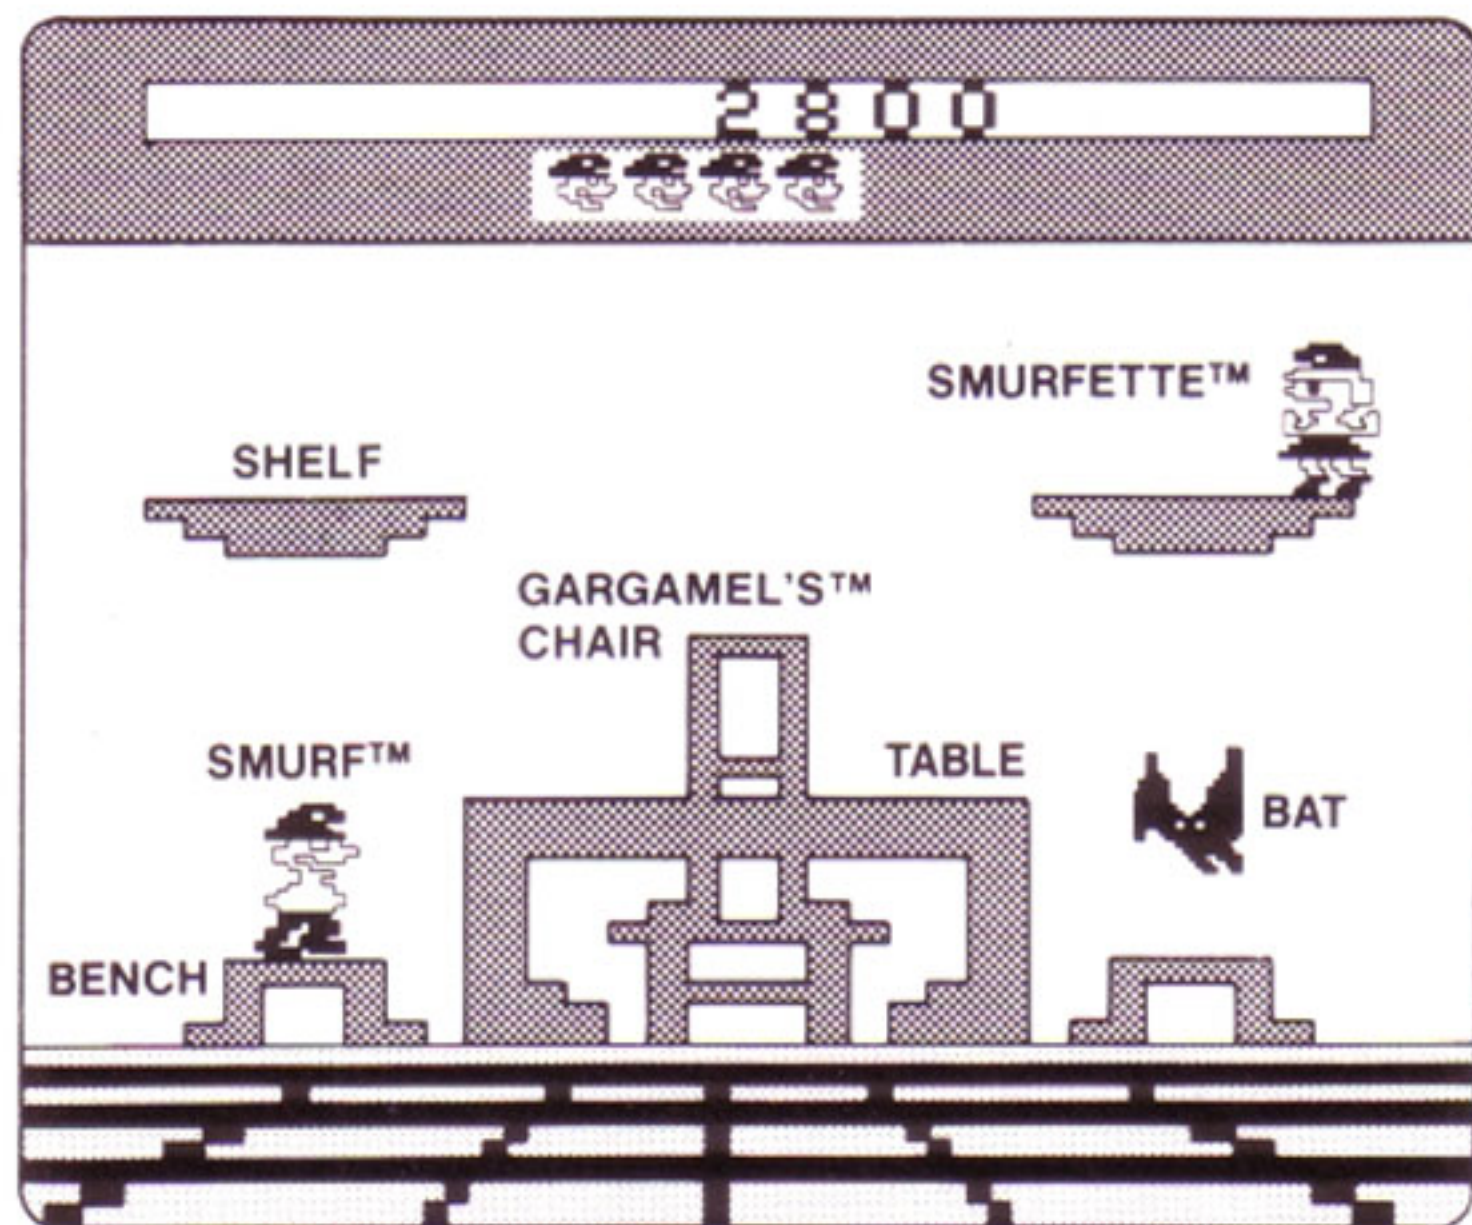 2800
SMURFETTE™
SHELF
GARGAMEL'S™
CHAIR
SMURF™
TABLE
BAT
BENCH